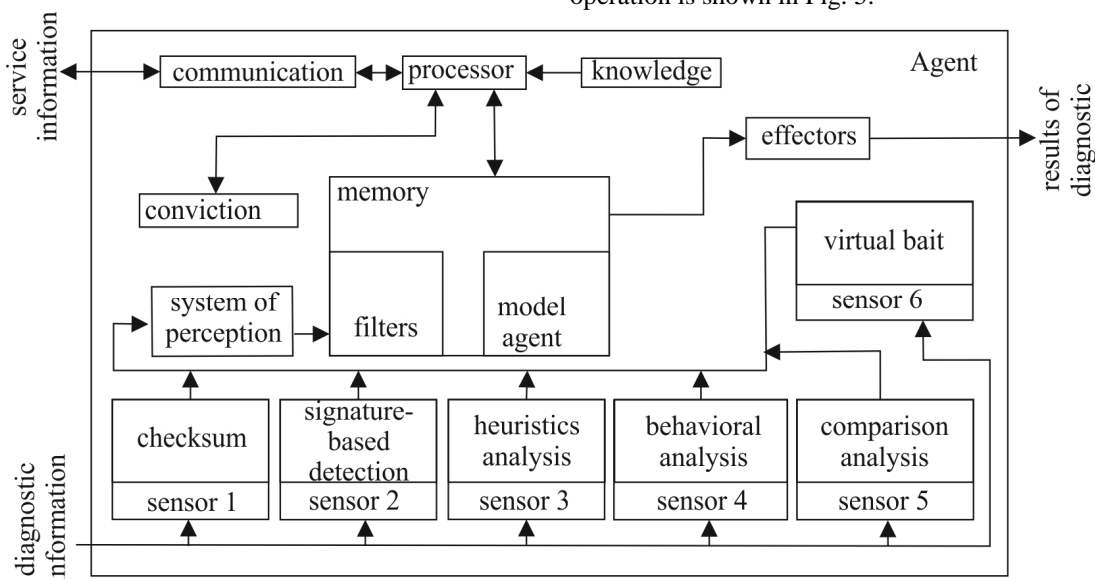 operation is shown in Fig. 3.
service
information
communication
processor
knowledge
Agent
effectors
results of
diagnostic
memory
conviction
virtual bait
sensor 6
system of
perception
filters
model
agent
checksum
sensor 1
signature-
based
detection
sensor 2
heuristics
analysis
sensor 3
behavioral
analysis
sensor 4
comparison
analysis
sensor 5
diagnostic
nformation